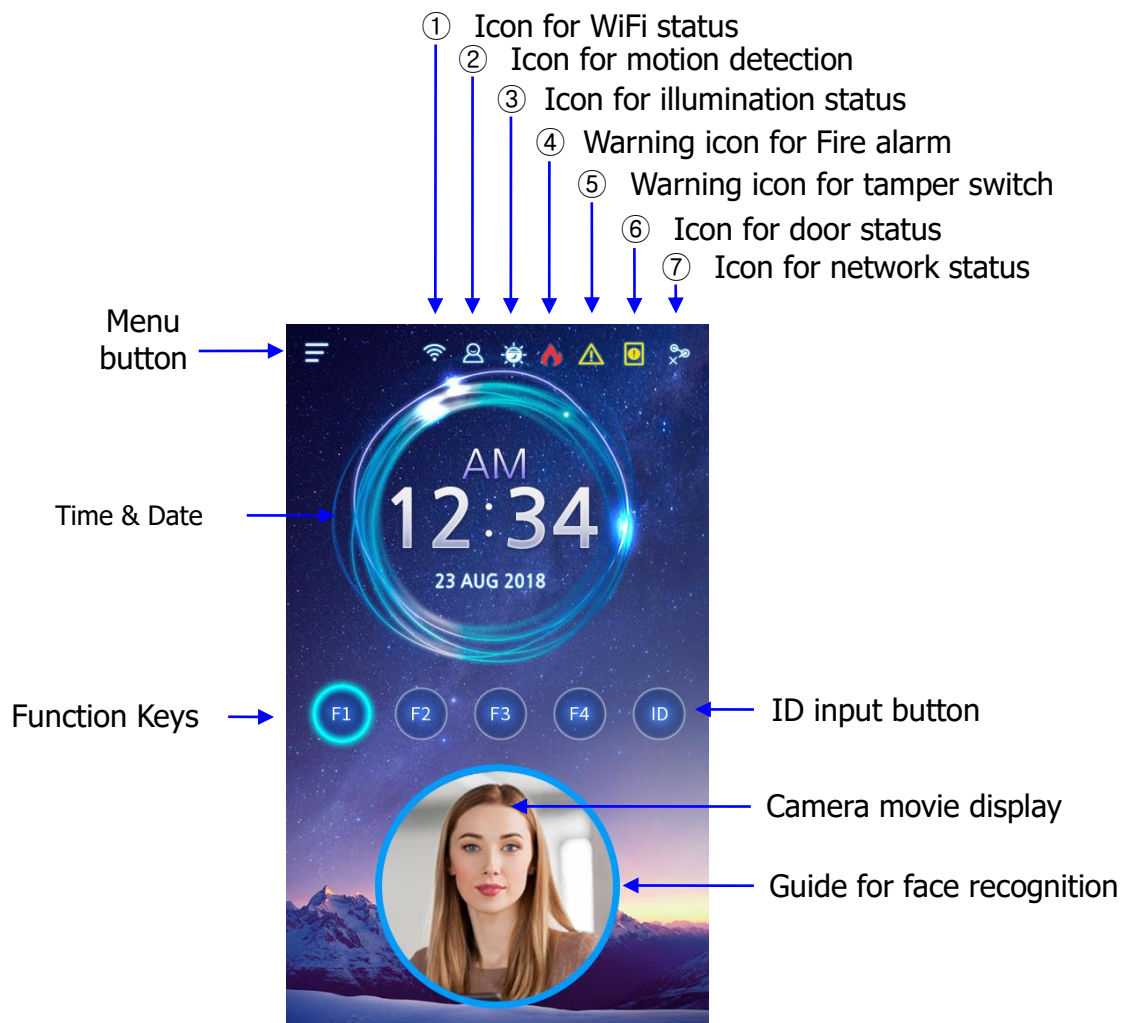 ① Icon for WiFi status
② Icon for motion detection
③ Icon for illumination status
④ Warning icon for Fire alarm
⑤ Warning icon for tamper switch
⑥ Icon for door status
⑦ Icon for network status
Menu
button
AM
12:34
Time & Date
23 AUG 2018
Function Keys
F1 F2 F3 F4 ID
ID input button
Camera movie display
Guide for face recognition